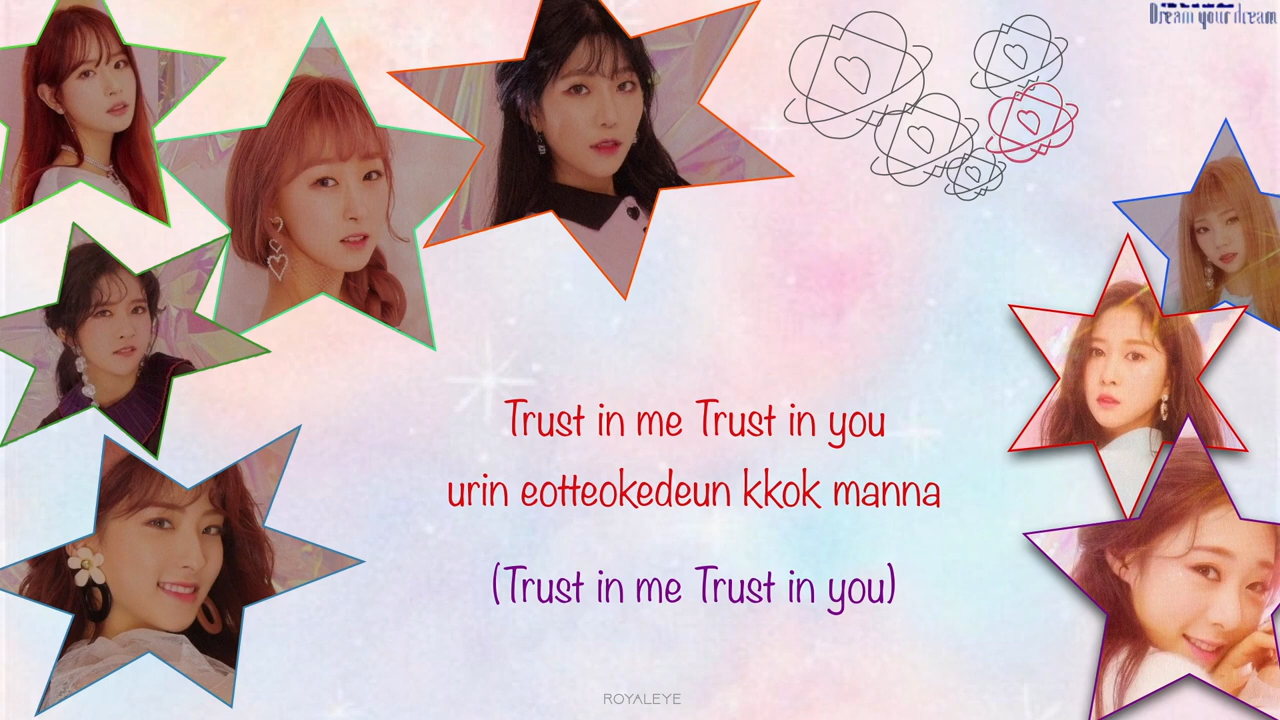 Dream your dream
Trust in me Trust in you
urin eotteokedeun kkok manna
(Trust in me Trust in you)
ROYALEYE